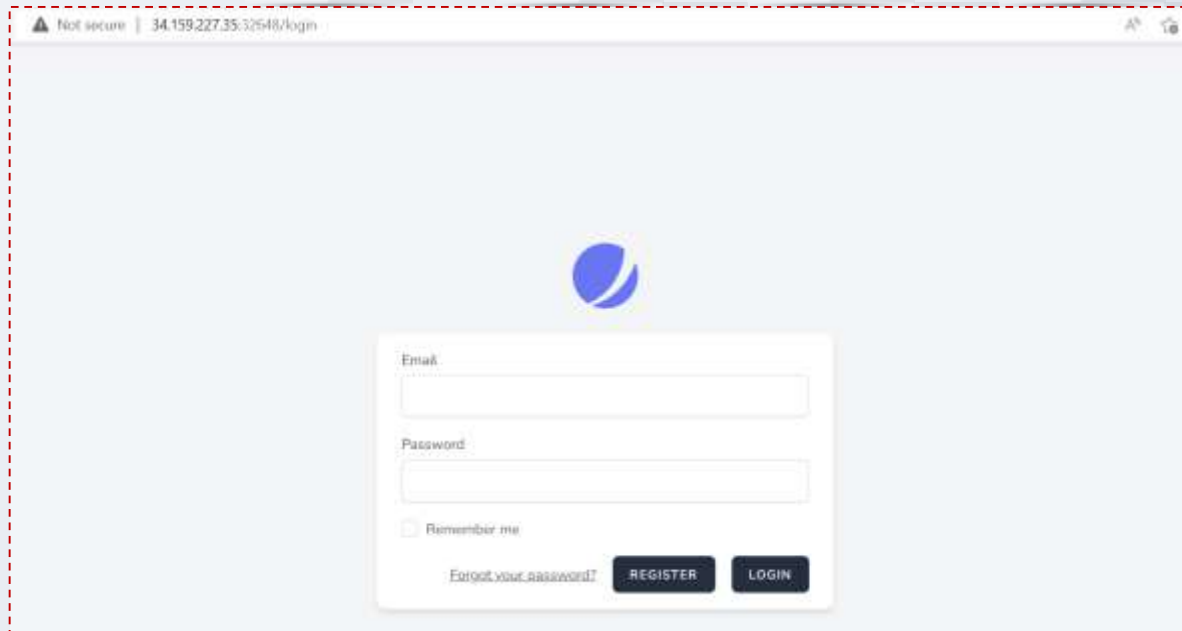 Not secure | 34.159.227.35:32648/login
Email
Password
Remember me
Forgot your password? REGISTER LOGIN